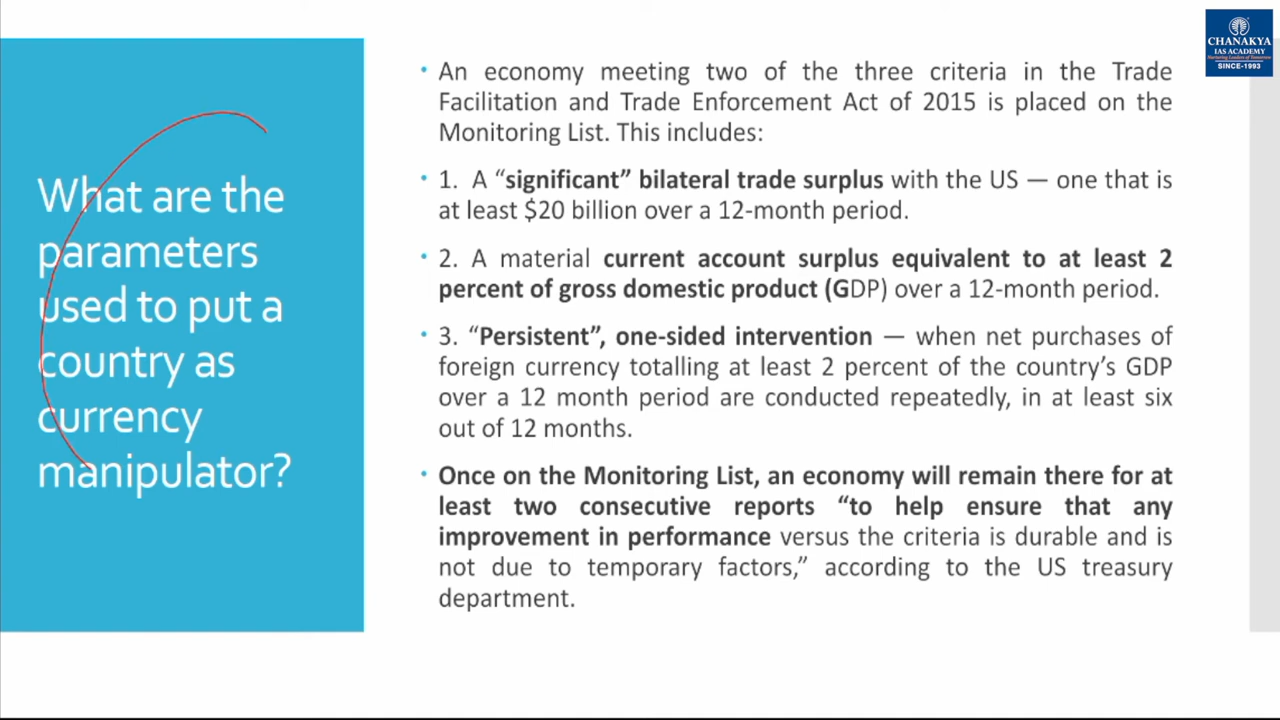 CHANAKYA
IAS ACADEMY
Nurturing Leaders of Tomorrow
SINCE-1993
What are the
parameters
used to put a
country as
currency
manipulator?
• An economy meeting two of the three criteria in the Trade
Facilitation and Trade Enforcement Act of 2015 is placed on the
Monitoring List. This includes:
• 1. A “significant” bilateral trade surplus with the US — one that is
at least $20 billion over a 12-month period.
• 2. A material current account surplus equivalent to at least 2
percent of gross domestic product (GDP) over a 12-month period.
• 3. “Persistent”, one-sided intervention — when net purchases of
foreign currency totalling at least 2 percent of the country’s GDP
over a 12 month period are conducted repeatedly, in at least six
out of 12 months.
• Once on the Monitoring List, an economy will remain there for at
least two consecutive reports “to help ensure that any
improvement in performance versus the criteria is durable and is
not due to temporary factors,” according to the US treasury
department.